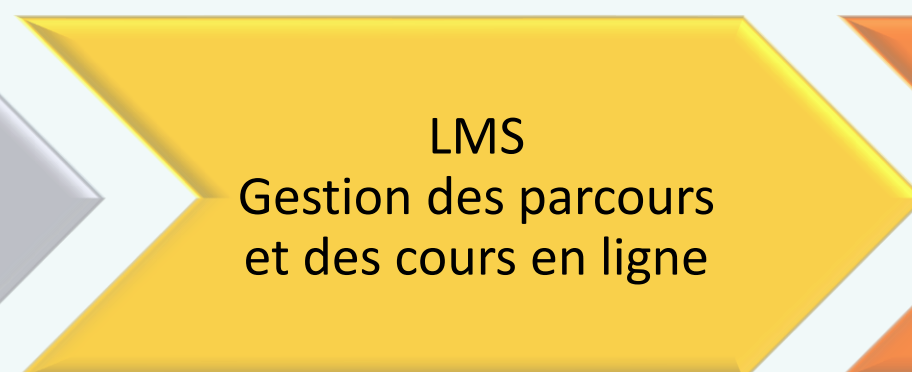 LMS
Gestion des parcours
et des cours en ligne